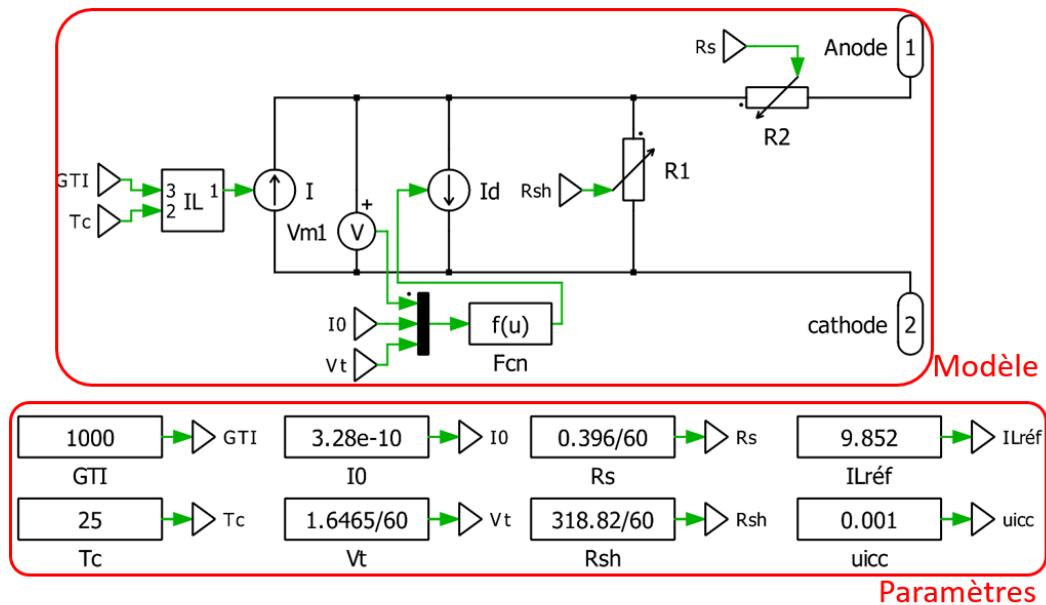 Rs
Anode 1
R2
GTI
3 1
IL
2
Tc
I
Vm1
+
V
Id
Rsh
R1
I0
Vt
f(u)
Fcn
cathode 2
Modèle
1000 GTI 3.28e-10 I0 0.396/60 Rs 9.852 ILréf
GTI I0 Rs ILréf
25 Tc 1.6465/60 Vt 318.82/60 Rsh 0.001 uicc
Tc Vt Rsh uicc
Paramètres